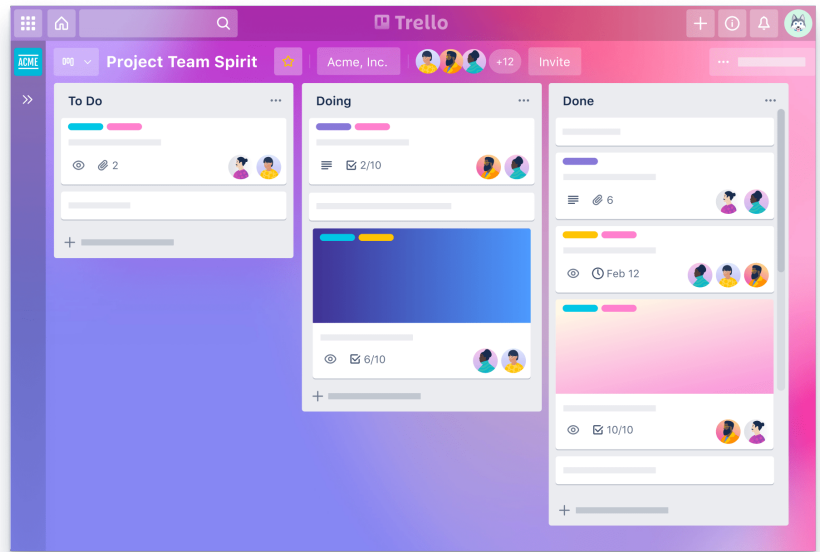 Trello
ACME
Project Team Spirit
Acme, Inc.
+12
Invite
To Do
2
Doing
2/10
6/10
Done
6
Feb 12
10/10